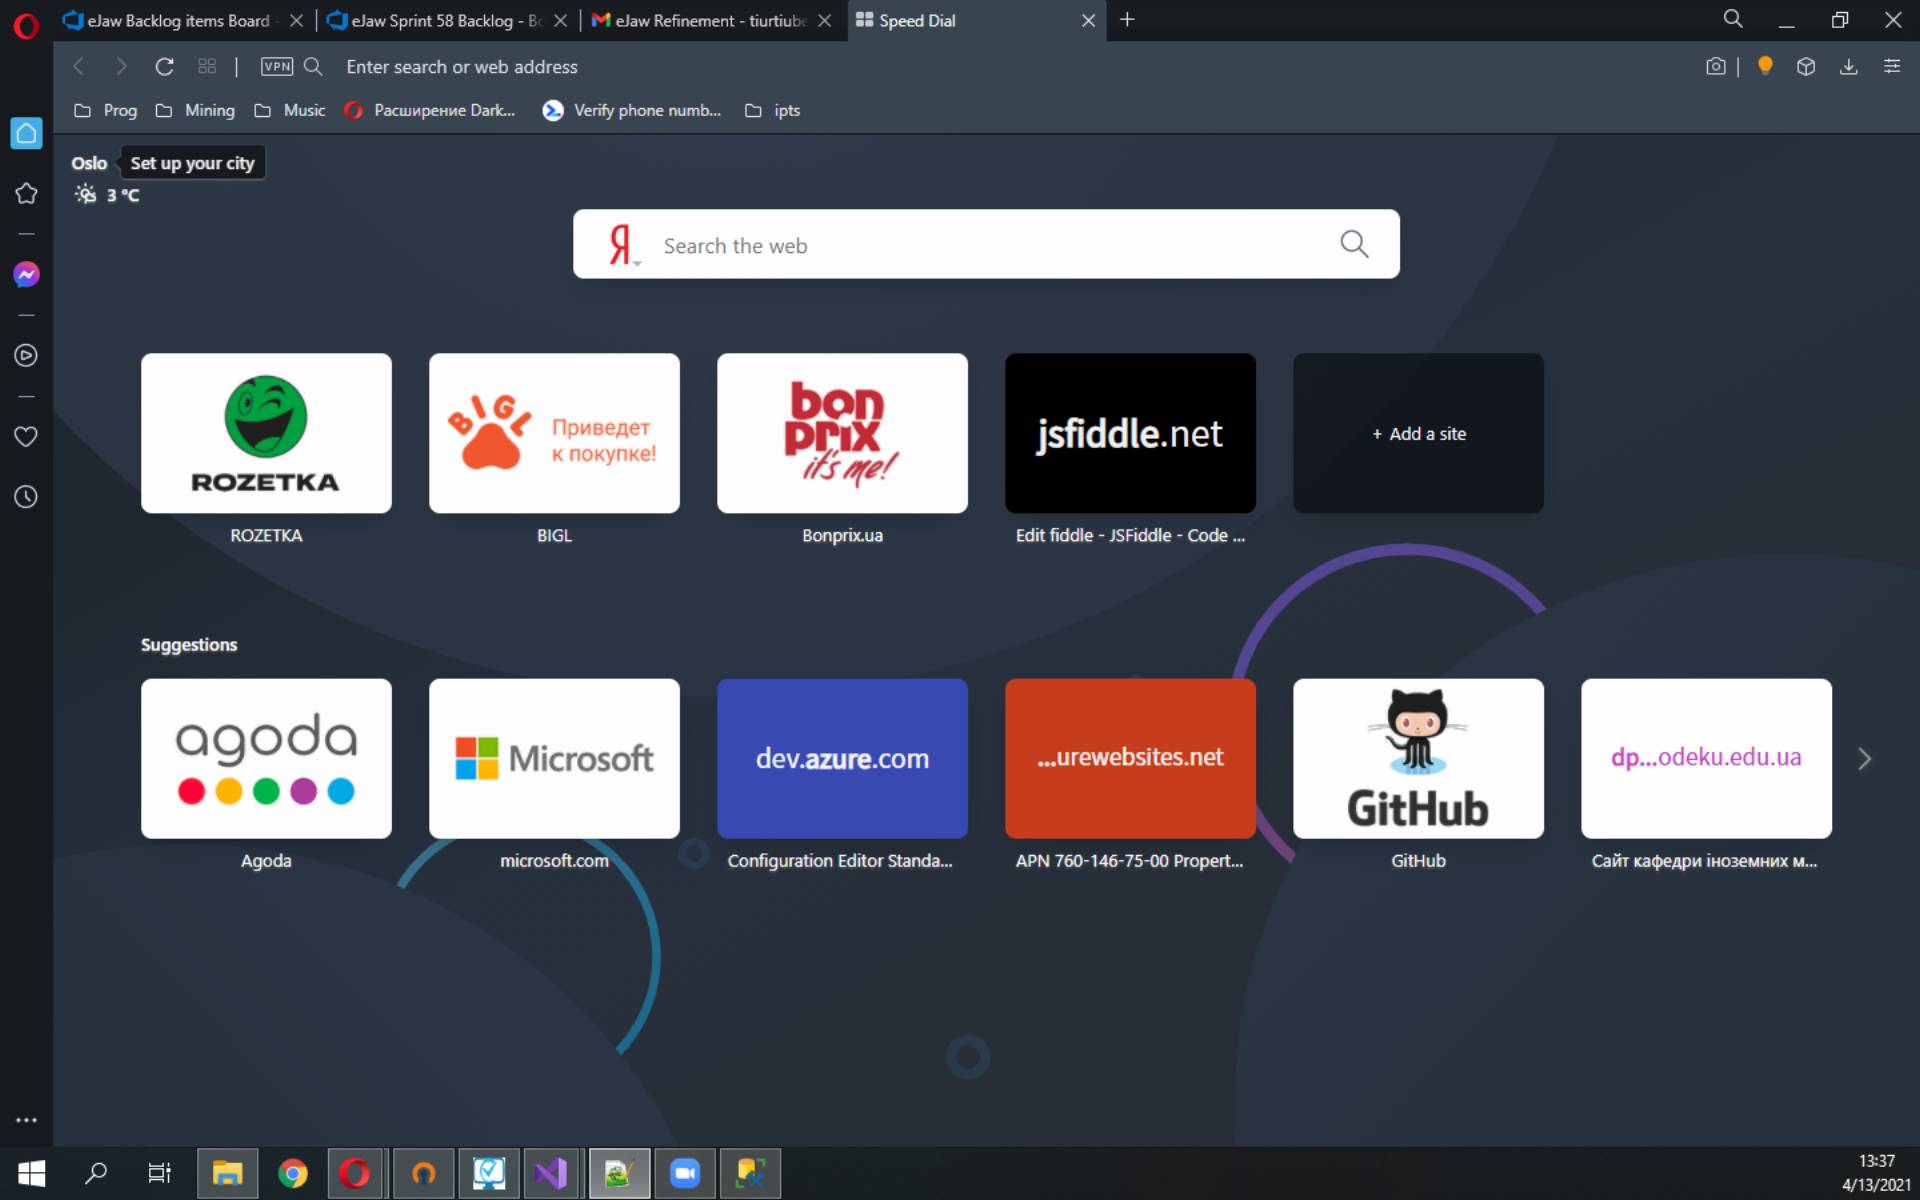 eJaw Backlog items Board -
eJaw Sprint 58 Backlog - Bo
eJaw Refinement - tiurtiube
Speed Dial
VPN
Enter search or web address
Prog
Mining
Music
Расширение Dark...
Verify phone numb...
ipts
Oslo
Set up your city
3 °C
Я
Search the web
ROZETKA
BIGL
Приведет
к покупке!
bon
prix
it's me!
jsfiddle.net
+ Add a site
ROZETKA
BIGL
Bonprix.ua
Edit fiddle - JSFiddle - Code ...
Suggestions
agoda
Microsoft
dev.azure.com
...urewebsites.net
GitHub
dp...odeku.edu.ua
Agoda
microsoft.com
Configuration Editor Standa...
APN 760-146-75-00 Propert...
GitHub
Сайт кафедри іноземних м...
13:37
4/13/2021